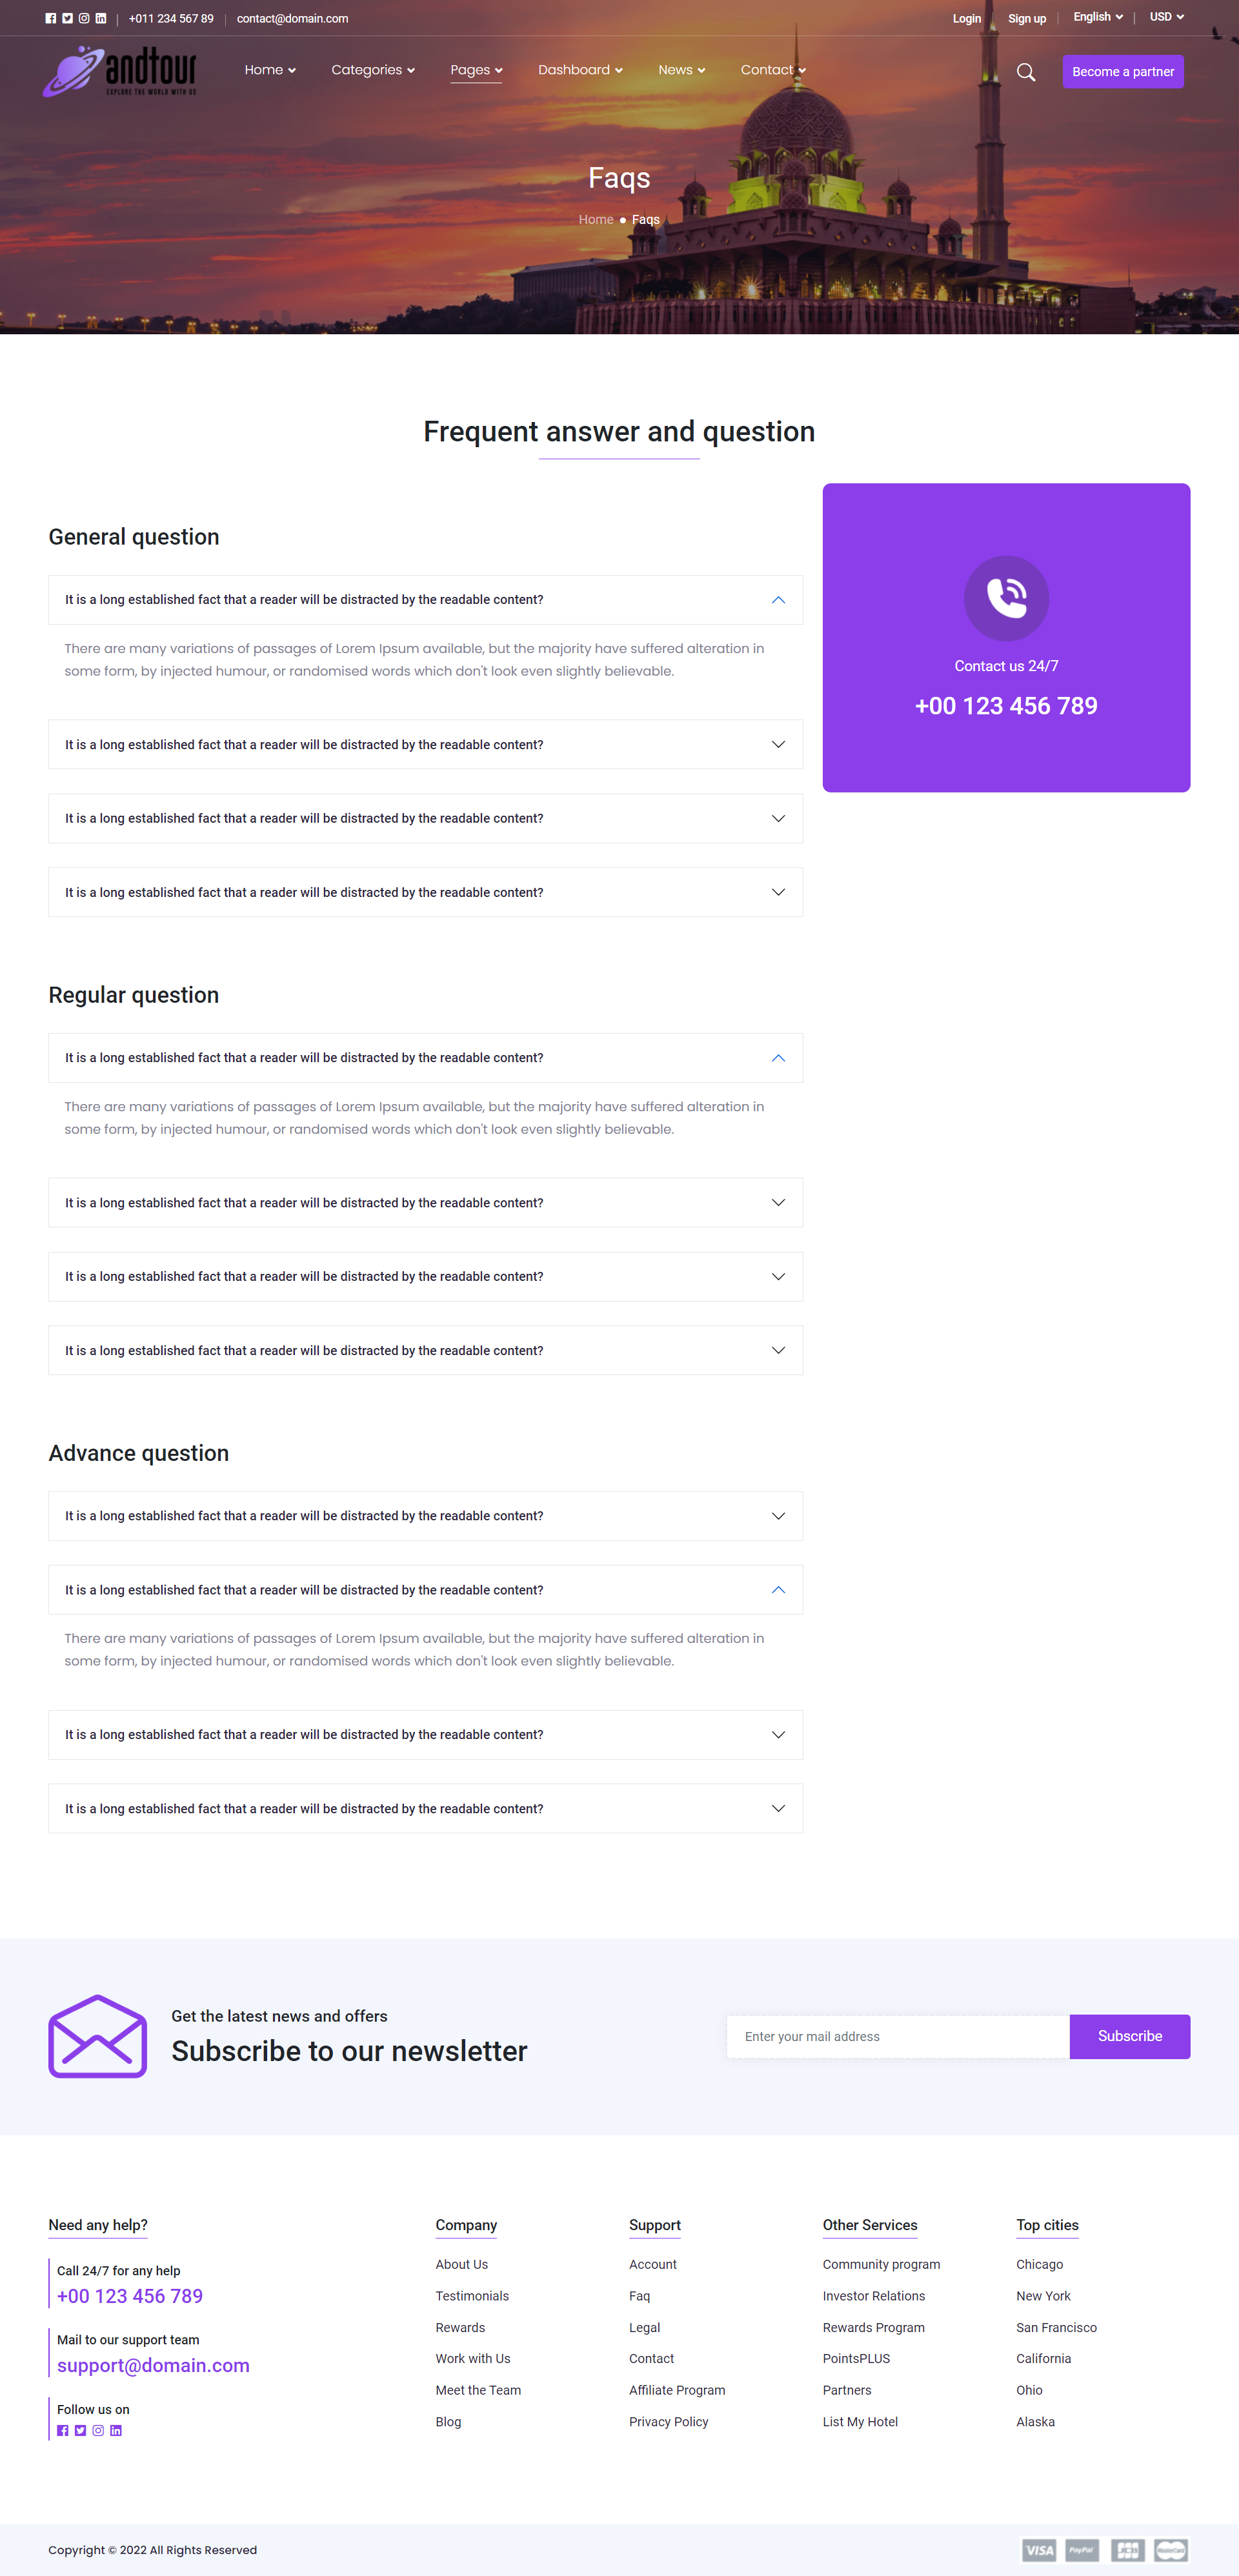 +011 234 567 89
contact@domain.com
Login
Sign up
English
USD
andtour
EXPLORE THE WORLD WITH US
Home
Categories
Pages
Dashboard
News
Contact
Become a partner
Faqs
Home
Faqs
Frequent answer and question
General question
It is a long established fact that a reader will be distracted by the readable content?
There are many variations of passages of Lorem Ipsum available, but the majority have suffered alteration in
some form, by injected humour, or randomised words which don't look even slightly believable.
It is a long established fact that a reader will be distracted by the readable content?
It is a long established fact that a reader will be distracted by the readable content?
It is a long established fact that a reader will be distracted by the readable content?
Contact us 24/7
+00 123 456 789
Regular question
It is a long established fact that a reader will be distracted by the readable content?
There are many variations of passages of Lorem Ipsum available, but the majority have suffered alteration in
some form, by injected humour, or randomised words which don't look even slightly believable.
It is a long established fact that a reader will be distracted by the readable content?
It is a long established fact that a reader will be distracted by the readable content?
It is a long established fact that a reader will be distracted by the readable content?
Advance question
It is a long established fact that a reader will be distracted by the readable content?
It is a long established fact that a reader will be distracted by the readable content?
There are many variations of passages of Lorem Ipsum available, but the majority have suffered alteration in
some form, by injected humour, or randomised words which don't look even slightly believable.
It is a long established fact that a reader will be distracted by the readable content?
It is a long established fact that a reader will be distracted by the readable content?
Get the latest news and offers
Subscribe to our newsletter
Enter your mail address
Subscribe
Need any help?
Call 24/7 for any help
+00 123 456 789
Mail to our support team
support@domain.com
Follow us on
Company
About Us
Testimonials
Rewards
Work with Us
Meet the Team
Blog
Support
Account
Faq
Legal
Contact
Affiliate Program
Privacy Policy
Other Services
Community program
Investor Relations
Rewards Program
PointsPLUS
Partners
List My Hotel
Top cities
Chicago
New York
San Francisco
California
Ohio
Alaska
Copyright © 2022 All Rights Reserved
VISA
PayPal
JCB
MasterCard